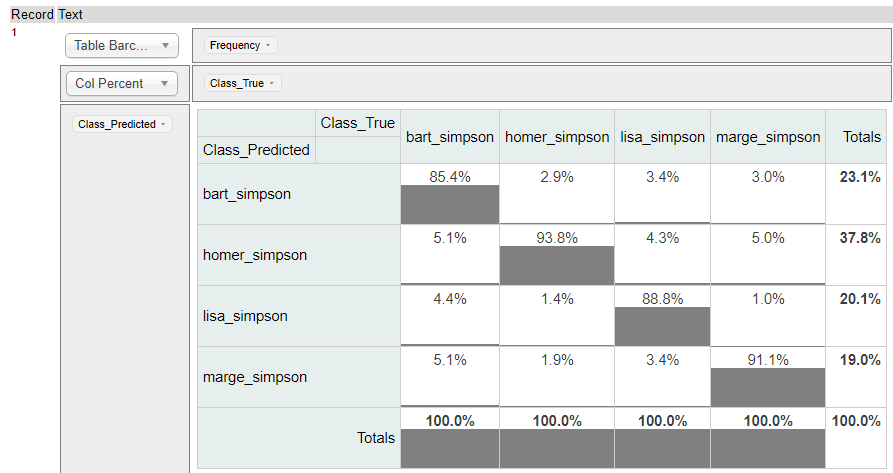 Record Text
1
Table Barc...
Frequency
Col Percent
Class_True
Class_Predicted
Class_True
bart_simpson homer_simpson lisa_simpson marge_simpson Totals
Class_Predicted
bart_simpson 85.4% 2.9% 3.4% 3.0% 23.1%
homer_simpson 5.1% 93.8% 4.3% 5.0% 37.8%
lisa_simpson 4.4% 1.4% 88.8% 1.0% 20.1%
marge_simpson 5.1% 1.9% 3.4% 91.1% 19.0%
Totals 100.0% 100.0% 100.0% 100.0% 100.0%